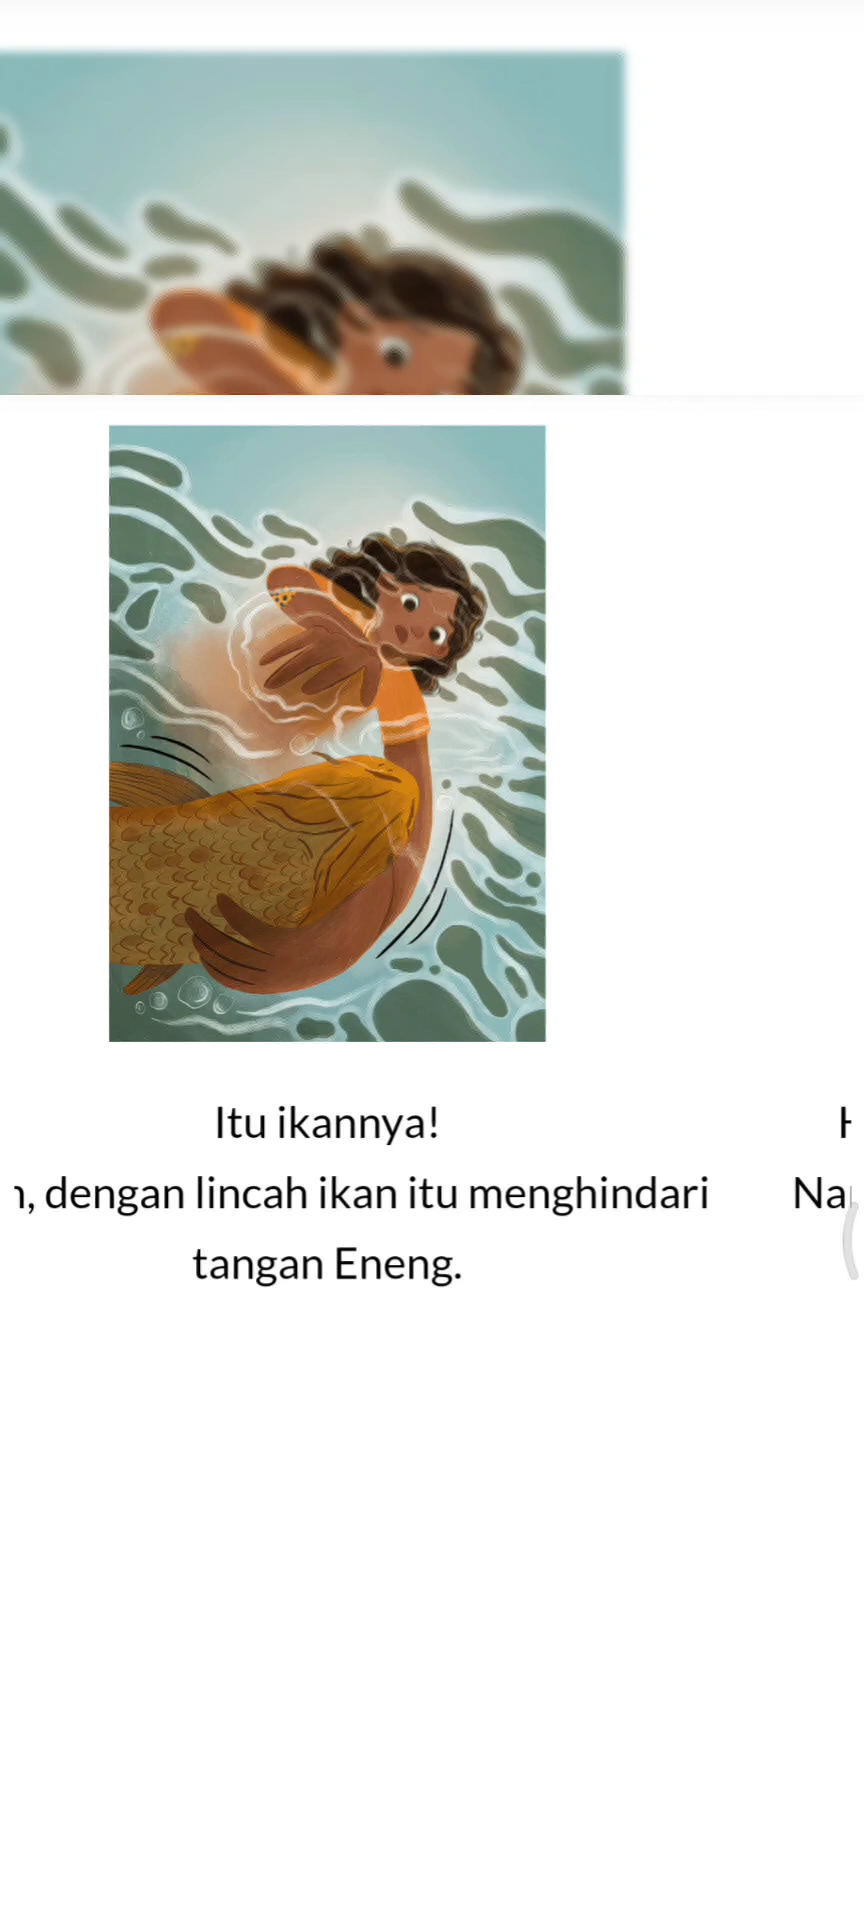 Itu ikannya!
, dengan lincah ikan itu menghindari
tangan Eneng.